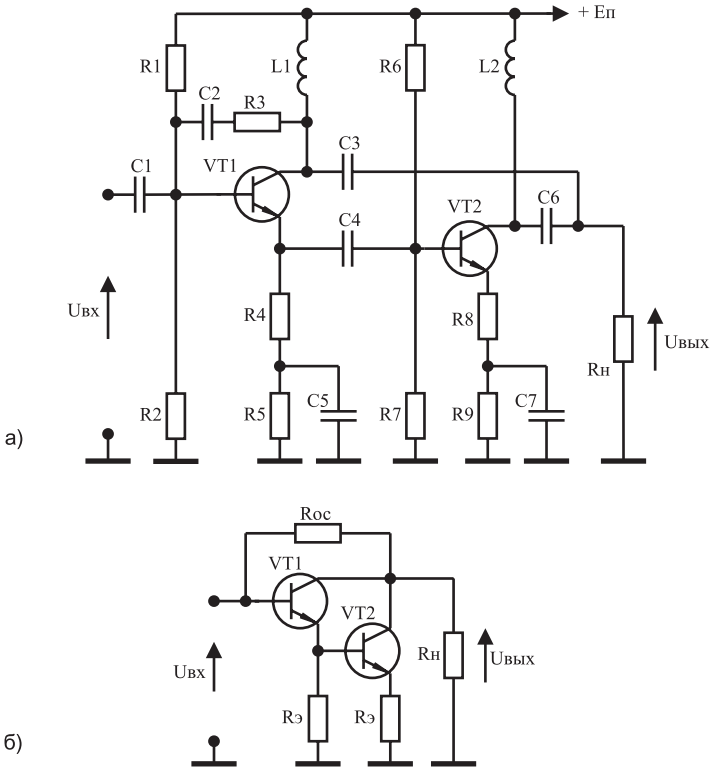 + Еп
R1
L1
R6
L2
C2
R3
C1
VT1
C3
C4
VT2
C6
Uвх
R4
R8
Rн
Uвых
R2
R5
C5
R7
R9
C7
а)
Rос
VT1
VT2
Uвх
Rн
Uвых
Rэ
Rэ
б)